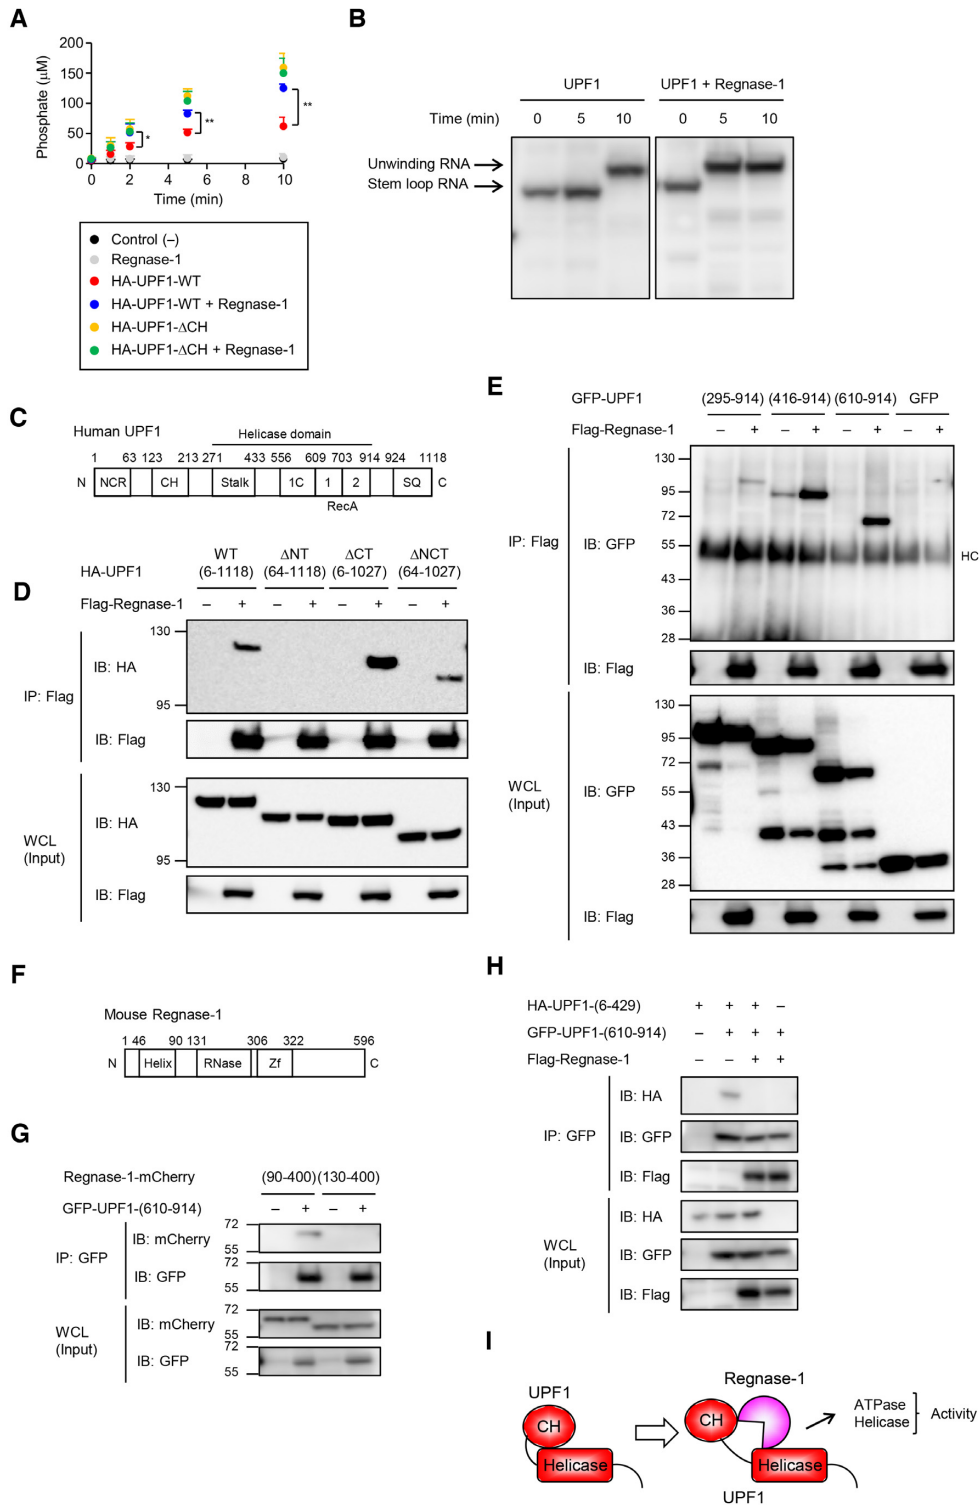 A
Phosphate (μM)
200
150
100
50
0
0 2 4 6 8 10
Time (min)
*
**
**
Control (–)
Regnase-1
HA-UPF1-WT
HA-UPF1-WT + Regnase-1
HA-UPF1-ΔCH
HA-UPF1-ΔCH + Regnase-1
B
UPF1 UPF1 + Regnase-1
Time (min) 0 5 10 0 5 10
Unwinding RNA
Stem loop RNA
C
Human UPF1
Helicase domain
1 63 123 213 271 433 556 609 703 914 924 1118
N NCR CH Stalk 1C 1 2 SQ C
RecA
D
WT ΔNT ΔCT ΔNCT
HA-UPF1 (6-1118) (64-1118) (6-1027) (64-1027)
Flag-Regnase-1 – + – + – + – +
IP: Flag
130
IB: HA
95
IB: Flag
WCL
(Input)
130
IB: HA
95
IB: Flag
E
GFP-UPF1 (295-914) (416-914) (610-914) GFP
Flag-Regnase-1 – + – + – + – +
IP: Flag
IB: GFP
130
95
72
55
43
36
28
HC
IB: Flag
WCL
(Input)
IB: GFP
130
95
72
55
43
36
28
IB: Flag
F
Mouse Regnase-1
1 46 90 131 306 322 596
N Helix RNase Zf C
G
Regnase-1-mCherry (90-400) (130-400)
GFP-UPF1-(610-914) – + – +
IP: GFP
72
IB: mCherry
55
72
IB: GFP
55
WCL
(Input)
72
IB: mCherry
55
72
IB: GFP
55
H
HA-UPF1-(6-429) + + + –
GFP-UPF1-(610-914) – + + +
Flag-Regnase-1 – – + +
IP: GFP
IB: HA
IB: GFP
IB: Flag
WCL
(Input)
IB: HA
IB: GFP
IB: Flag
I
UPF1
CH
Helicase
Regnase-1
CH
Helicase
UPF1
ATPase
Helicase
Activity